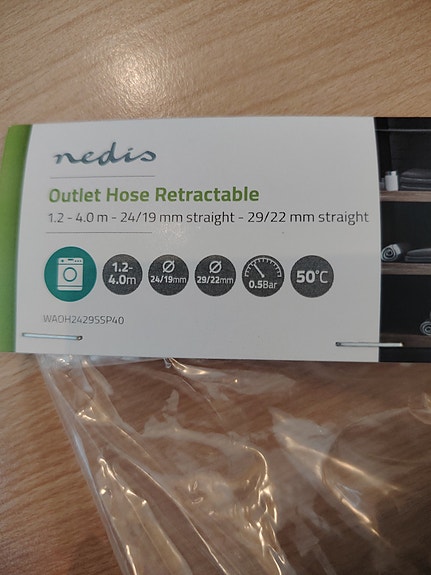 nedis
Outlet Hose Retractable
1.2 - 4.0 m - 24/19 mm straight - 29/22 mm straight
1.2-
4.0m
Ø
24/19mm
Ø
29/22mm
0.5Bar
50°C
WAOH2429SSP40